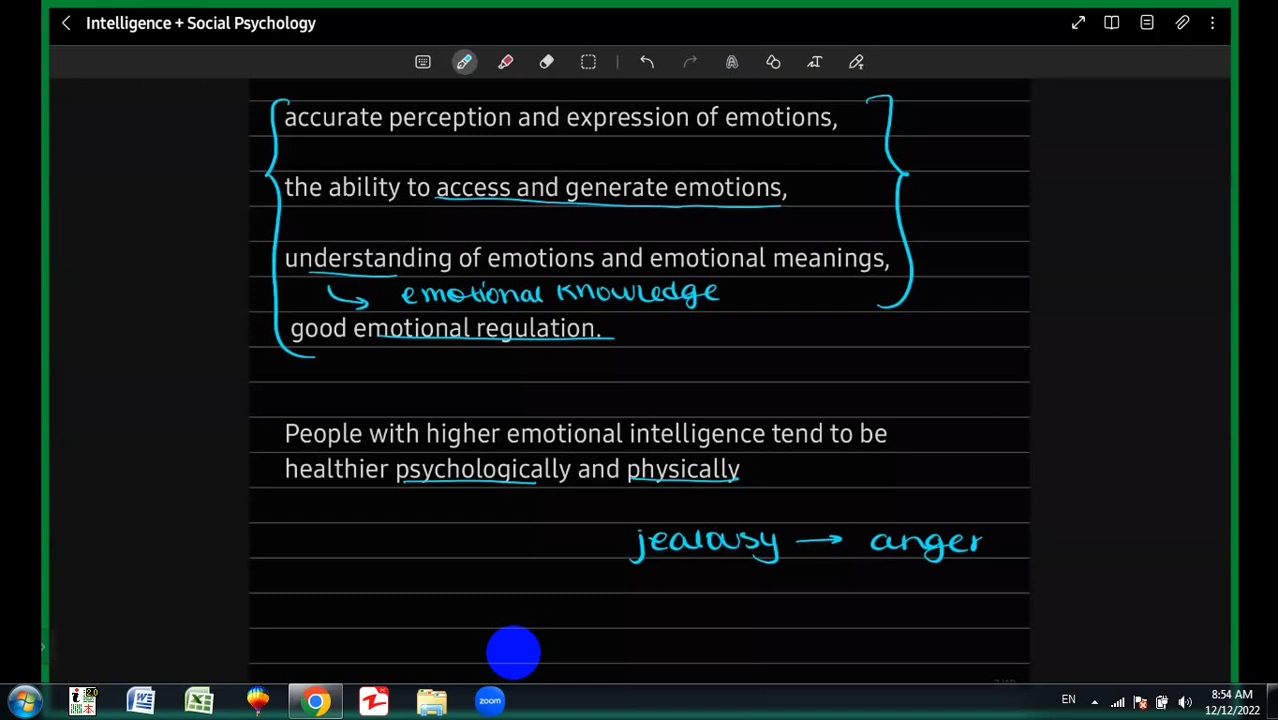 Intelligence + Social Psychology
accurate perception and expression of emotions,
the ability to access and generate emotions,
understanding of emotions and emotional meanings,
emotional knowledge
good emotional regulation.
People with higher emotional intelligence tend to be
healthier psychologically and physically
jealousy → anger
zoom
EN
8:54 AM
12/12/2022